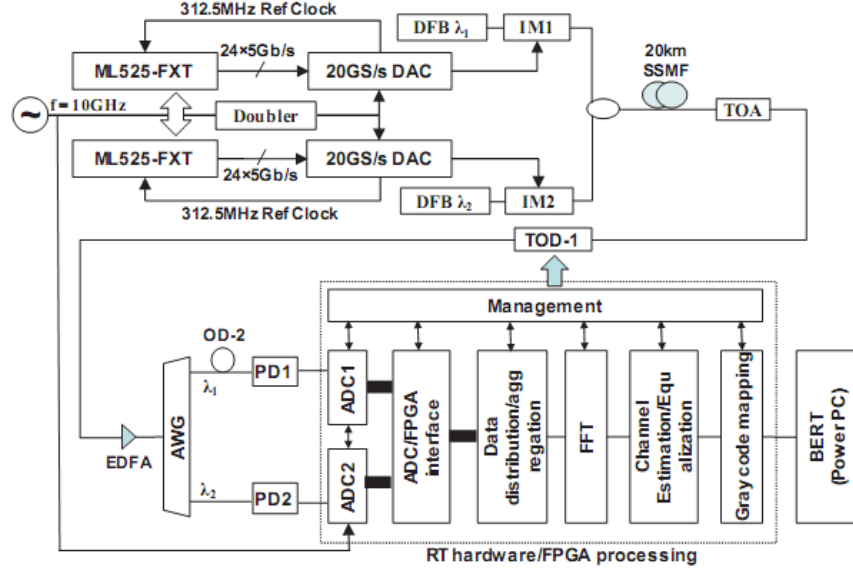 312.5MHz Ref Clock
ML525-FXT
24×5Gb/s
20GS/s DAC
DFB λ1
IM1
20km
SSMF
TOA
~
f=10GHz
Doubler
ML525-FXT
24×5Gb/s
20GS/s DAC
312.5MHz Ref Clock
DFB λ2
IM2
TOD-1
Management
OD-2
λ1
PD1
ADC1
EDFA
AWG
λ2
PD2
ADC2
ADC/FPGA
interface
Data
distribution/agg
regation
FFT
Channel
Estimation/Equ
alization
Gray code mapping
BERT
(Power PC)
RT hardware/FPGA processing